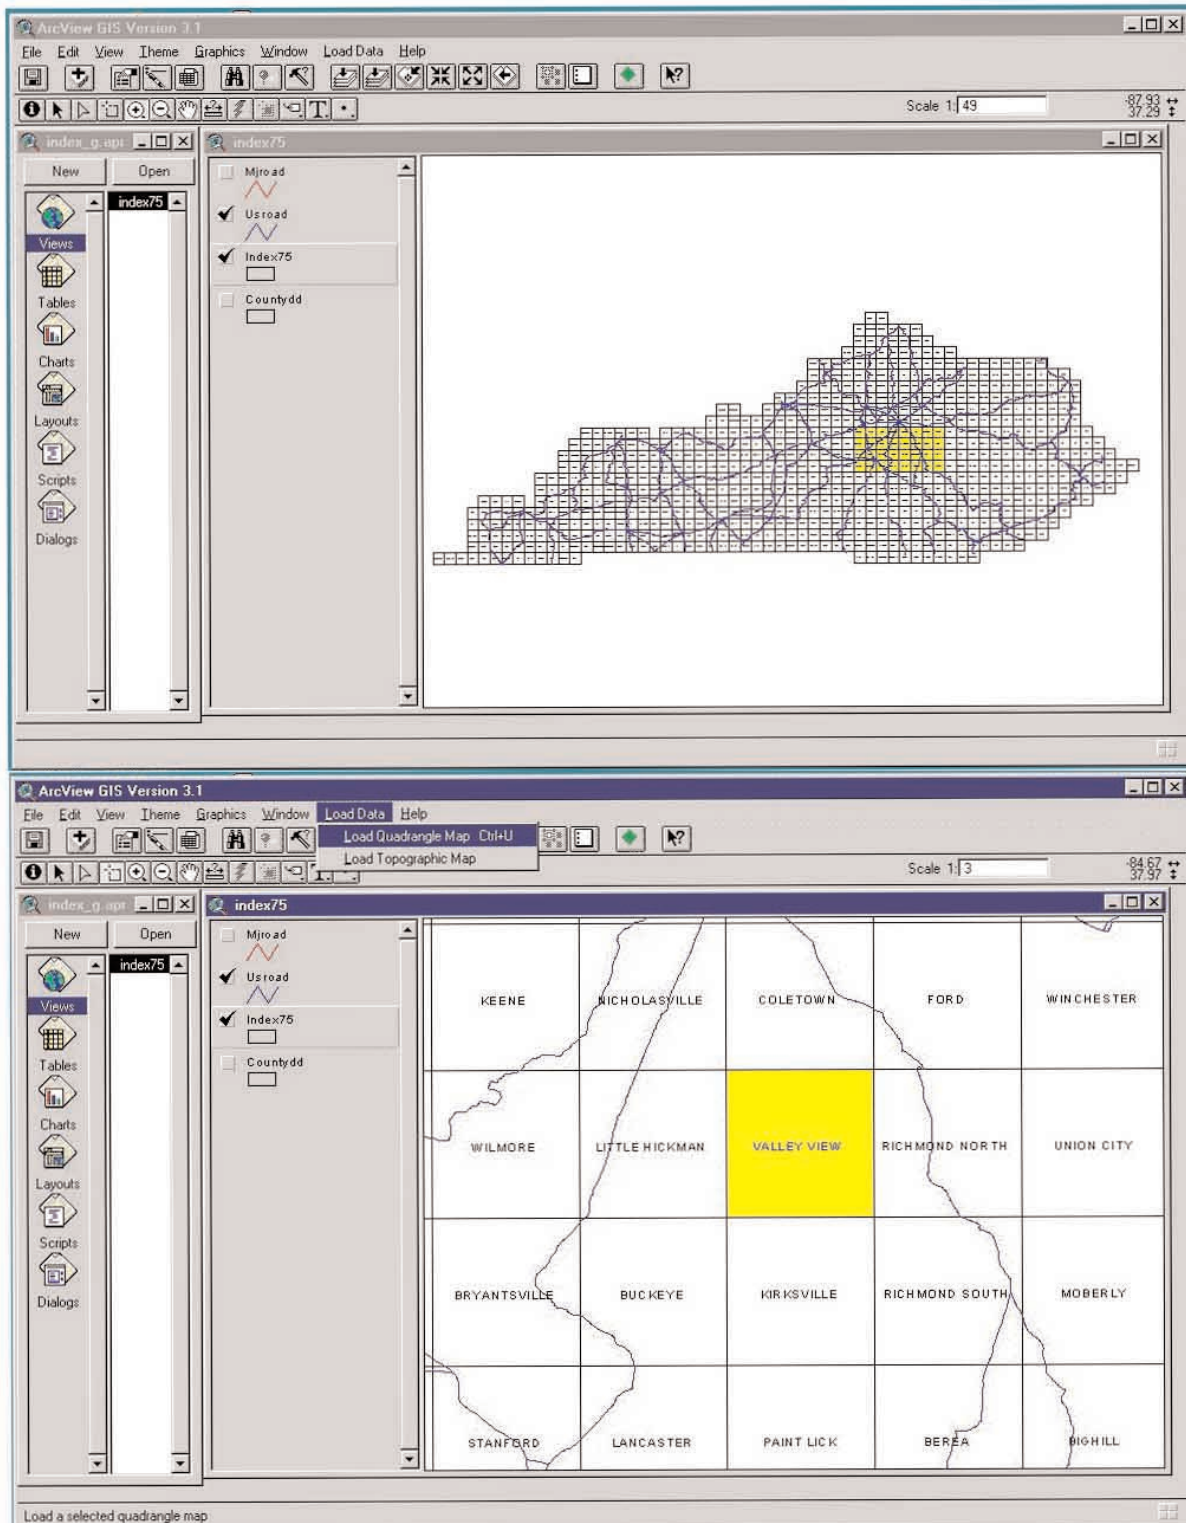 ArcView GIS Version 3.1
File Edit View Theme Graphics Window Load Data Help
Scale 1: 49
-87.93
37.29
index_g.apr
index75
New Open
index75
Views
Tables
Charts
Layouts
Scripts
Dialogs
Mjroad
Usroad
Index75
Countydd
ArcView GIS Version 3.1
File Edit View Theme Graphics Window Load Data Help
Load Quadrangle Map Ctrl+U
Load Topographic Map
Scale 1: 3
-84.67
37.97
index_g.apr
index75
New Open
index75
Views
Tables
Charts
Layouts
Scripts
Dialogs
Mjroad
Usroad
Index75
Countydd
KEENE NICHOLASVILLE COLETOWN FORD WINCHESTER
WILMORE LITTLE HICKMAN VALLEY VIEW RICHMOND NORTH UNION CITY
BRYANTSVILLE BUCKEYE KIRKSVILLE RICHMOND SOUTH MOBERLY
STANFORD LANCASTER PAINT LICK BEREA BIGHILL
Load a selected quadrangle map